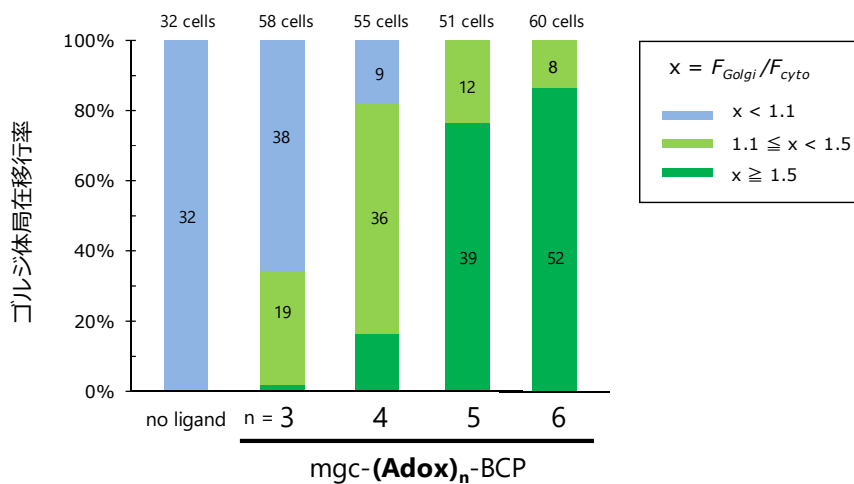 32 cells 58 cells 55 cells 51 cells 60 cells
100%
80%
60%
40%
20%
0%
ゴルジ体局在移行率
32
38
19
9
36
12
39
8
52
no ligand n = 3 4 5 6
mgc-(Adox)n-BCP
x = FGolgi/Fcyto
x < 1.1
1.1 ≦ x < 1.5
x ≧ 1.5